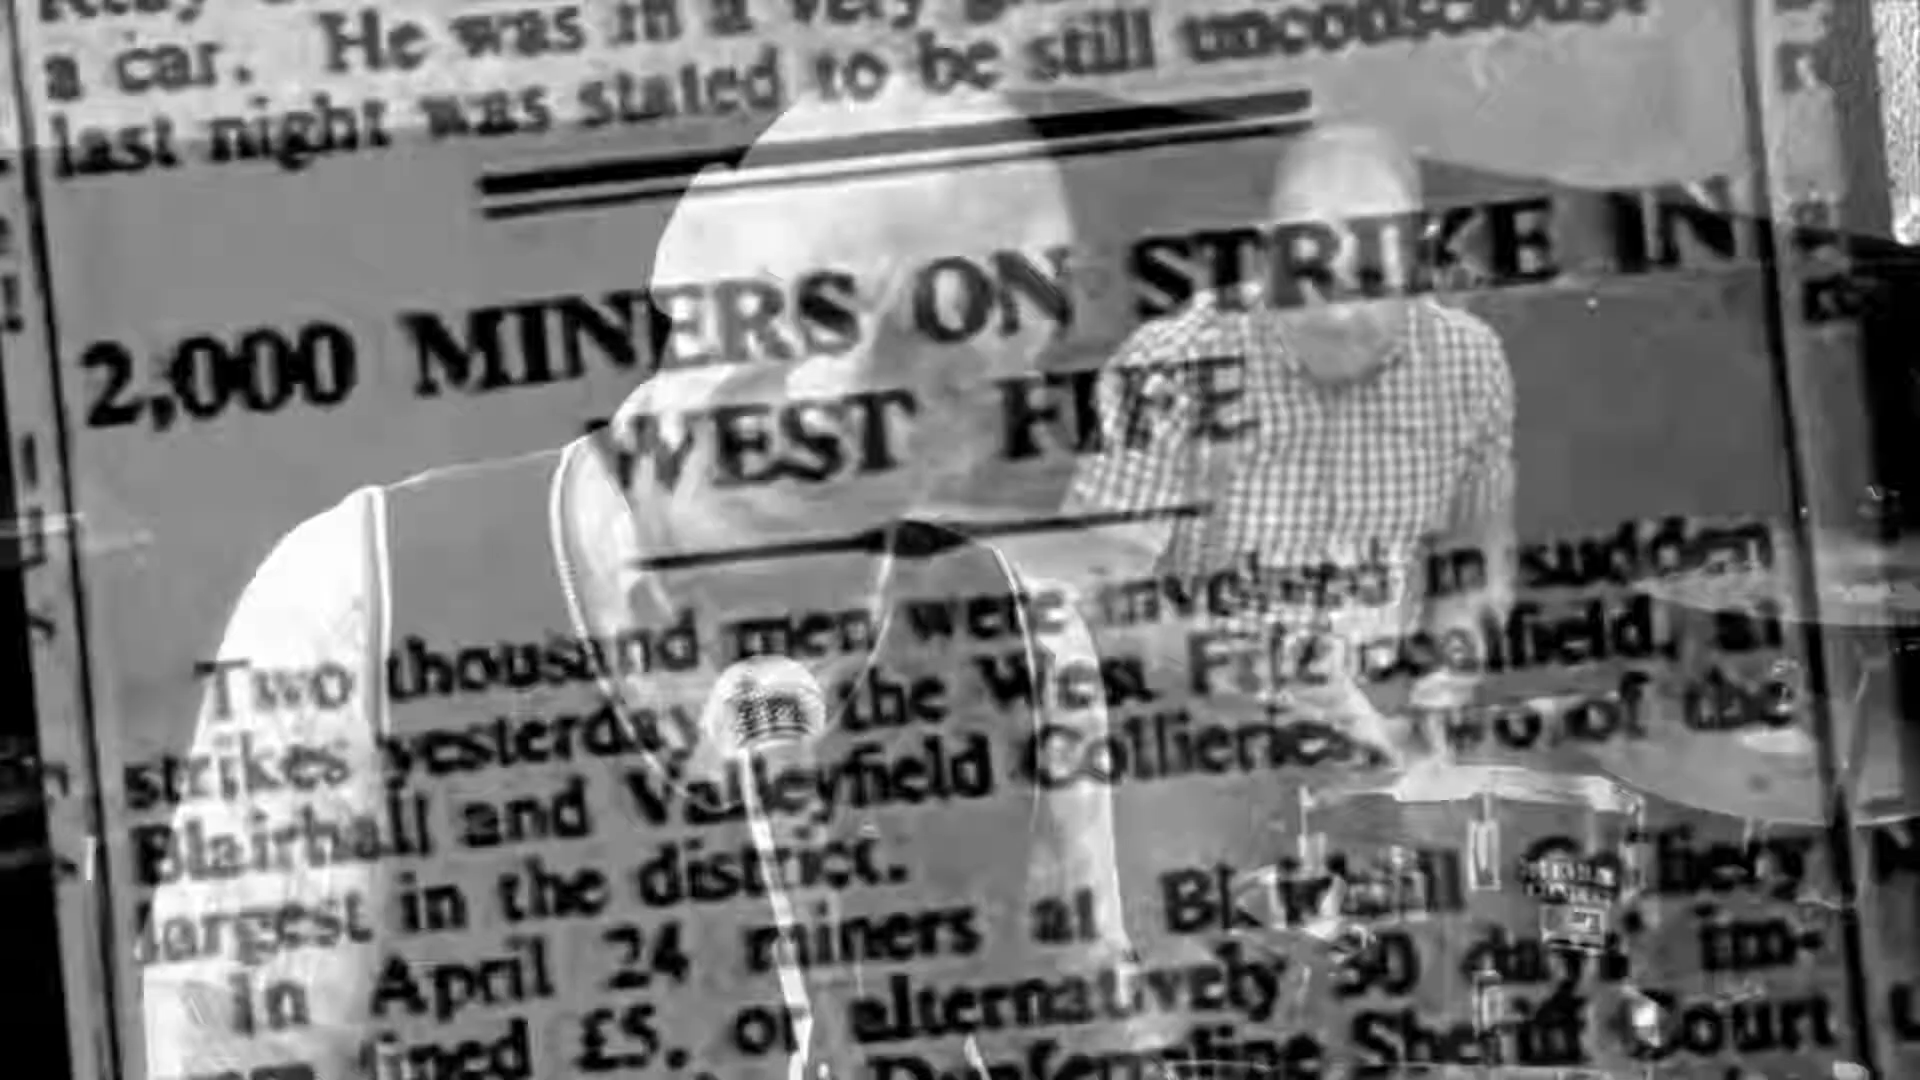 a car. He was in a very
last night was stated to be still unconscious.
2,000 MINERS ON STRIKE IN
WEST FIFE
Two thousand men were involved in sudden
strikes yesterday the West Fife coalfield, at
Blairhall and Valleyfield Collieries, two of the
largest in the district.
in April 24 miners at Blairhall Colliery
fined £5, or alternatively 30 days' im-
Dunfermline Sheriff Court